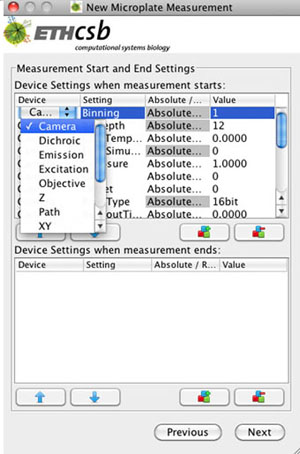 New Microplate Measurement
ETHcsb
computational systems biology
Measurement Start and End Settings
Device Settings when measurement starts:
Device Setting Absolute /... Value
Ca... Binning Absolute... 1
Camera epth Absolute... 12
Dichroic Temp... Absolute... 0.0000
Emission Simu... Absolute... 0
Excitation sure Absolute... 1.0000
Objective Absolute... 0
Z et Absolute... 0
Path Type Absolute... 16bit
XY outTi... Absolute... 0.0000
Device Settings when measurement ends:
Device Setting Absolute / R... Value
Previous Next